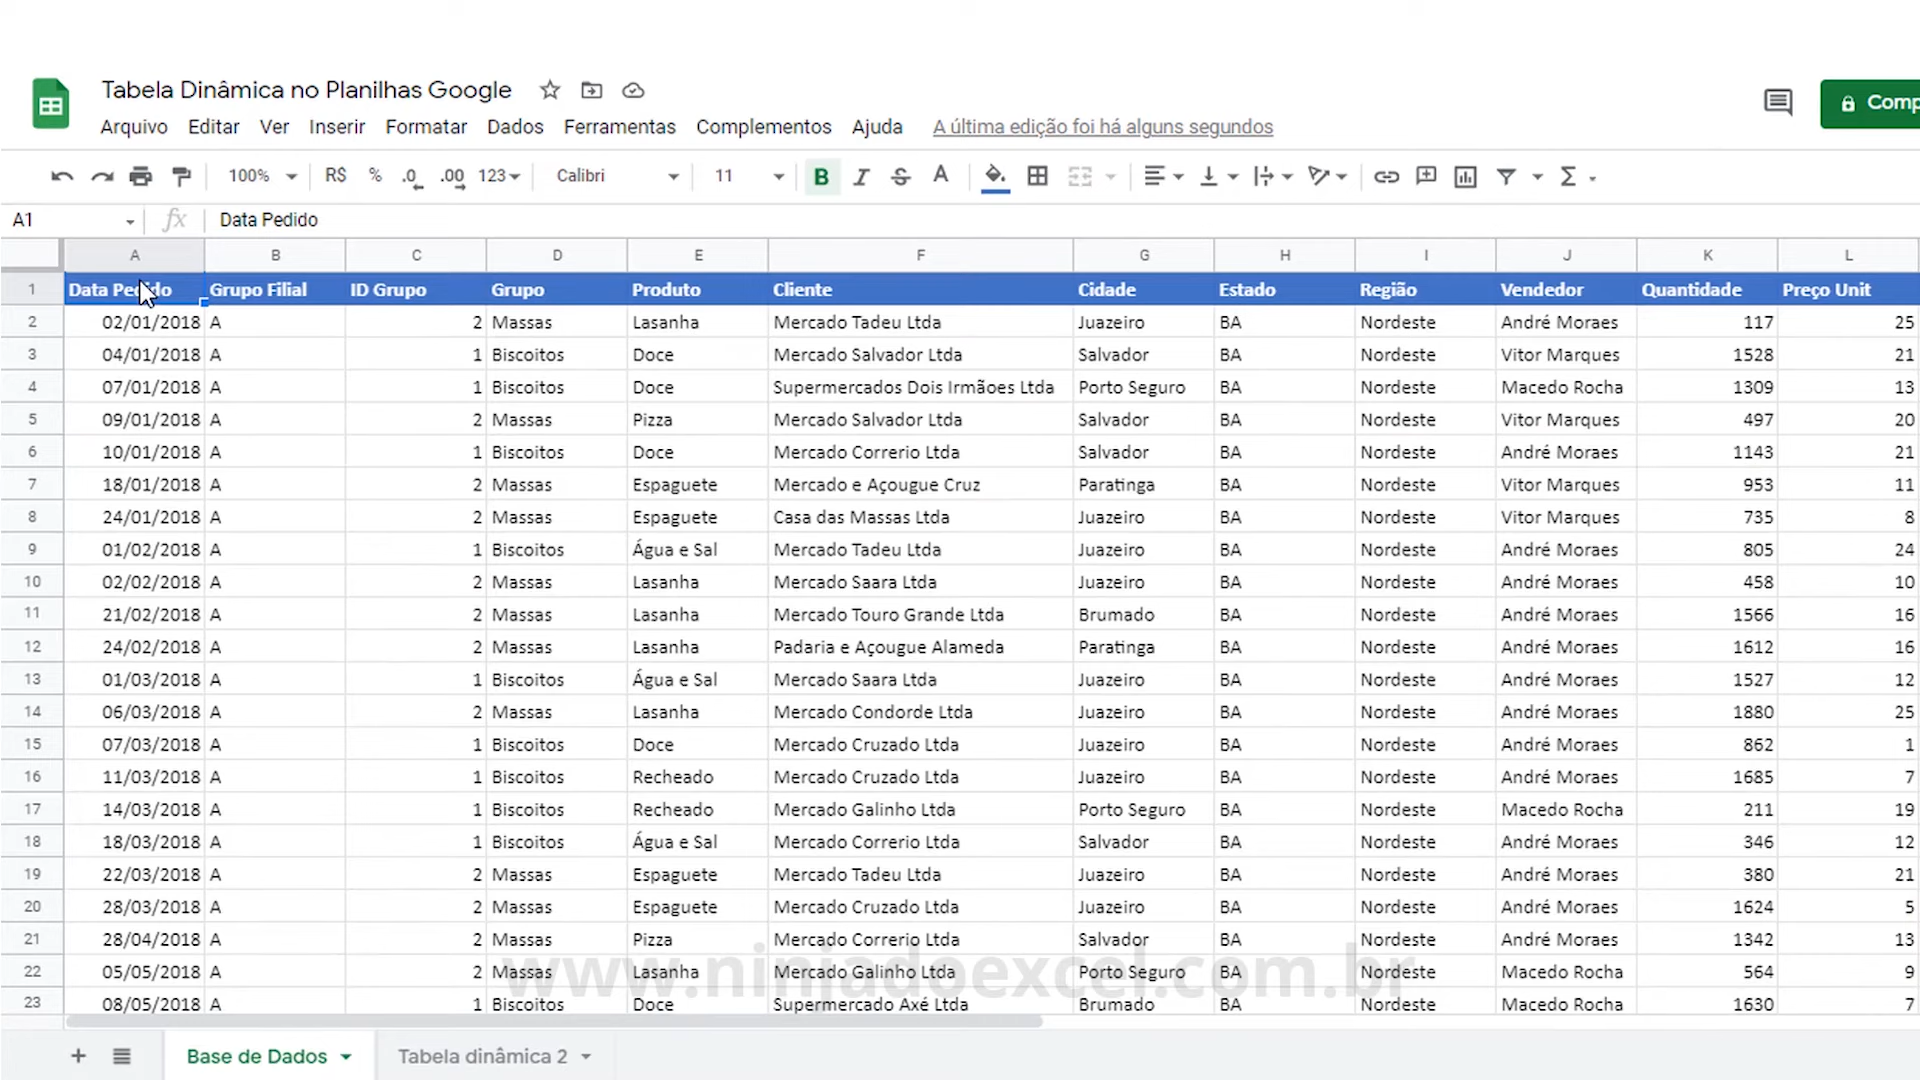 Tabela Dinâmica no Planilhas Google
Arquivo Editar Ver Inserir Formatar Dados Ferramentas Complementos Ajuda A última edição foi há alguns segundos
Comp
100% R$ % .0 .00 123 Calibri 11 B I S A Σ
A1 fx Data Pedido
A B C D E F G H I J K L
1 Data Pedido Grupo Filial ID Grupo Grupo Produto Cliente Cidade Estado Região Vendedor Quantidade Preço Unit
2 02/01/2018 A 2 Massas Lasanha Mercado Tadeu Ltda Juazeiro BA Nordeste André Moraes 117 25
3 04/01/2018 A 1 Biscoitos Doce Mercado Salvador Ltda Salvador BA Nordeste Vitor Marques 1528 21
4 07/01/2018 A 1 Biscoitos Doce Supermercados Dois Irmãoes Ltda Porto Seguro BA Nordeste Macedo Rocha 1309 13
5 09/01/2018 A 2 Massas Pizza Mercado Salvador Ltda Salvador BA Nordeste Vitor Marques 497 20
6 10/01/2018 A 1 Biscoitos Doce Mercado Correrio Ltda Salvador BA Nordeste André Moraes 1143 21
7 18/01/2018 A 2 Massas Espaguete Mercado e Açougue Cruz Paratinga BA Nordeste Vitor Marques 953 11
8 24/01/2018 A 2 Massas Espaguete Casa das Massas Ltda Juazeiro BA Nordeste Vitor Marques 735 8
9 01/02/2018 A 1 Biscoitos Água e Sal Mercado Tadeu Ltda Juazeiro BA Nordeste André Moraes 805 24
10 02/02/2018 A 2 Massas Lasanha Mercado Saara Ltda Juazeiro BA Nordeste André Moraes 458 10
11 21/02/2018 A 2 Massas Lasanha Mercado Touro Grande Ltda Brumado BA Nordeste André Moraes 1566 16
12 24/02/2018 A 2 Massas Lasanha Padaria e Açougue Alameda Paratinga BA Nordeste André Moraes 1612 16
13 01/03/2018 A 1 Biscoitos Água e Sal Mercado Saara Ltda Juazeiro BA Nordeste André Moraes 1527 12
14 06/03/2018 A 2 Massas Lasanha Mercado Condorde Ltda Juazeiro BA Nordeste André Moraes 1880 25
15 07/03/2018 A 1 Biscoitos Doce Mercado Cruzado Ltda Juazeiro BA Nordeste André Moraes 862 1
16 11/03/2018 A 1 Biscoitos Recheado Mercado Cruzado Ltda Juazeiro BA Nordeste André Moraes 1685 7
17 14/03/2018 A 1 Biscoitos Recheado Mercado Galinho Ltda Porto Seguro BA Nordeste Macedo Rocha 211 19
18 18/03/2018 A 1 Biscoitos Água e Sal Mercado Correrio Ltda Salvador BA Nordeste André Moraes 346 12
19 22/03/2018 A 2 Massas Espaguete Mercado Tadeu Ltda Juazeiro BA Nordeste André Moraes 380 21
20 28/03/2018 A 2 Massas Espaguete Mercado Cruzado Ltda Juazeiro BA Nordeste André Moraes 1624 5
21 28/04/2018 A 2 Massas Pizza Mercado Correrio Ltda Salvador BA Nordeste André Moraes 1342 13
22 05/05/2018 A 2 Massas Lasanha Mercado Galinho Ltda Porto Seguro BA Nordeste Macedo Rocha 564 9
www.ninjadoexcel.com.br
23 08/05/2018 A 1 Biscoitos Doce Supermercado Axé Ltda Brumado BA Nordeste Macedo Rocha 1630 7
Base de Dados Tabela dinâmica 2